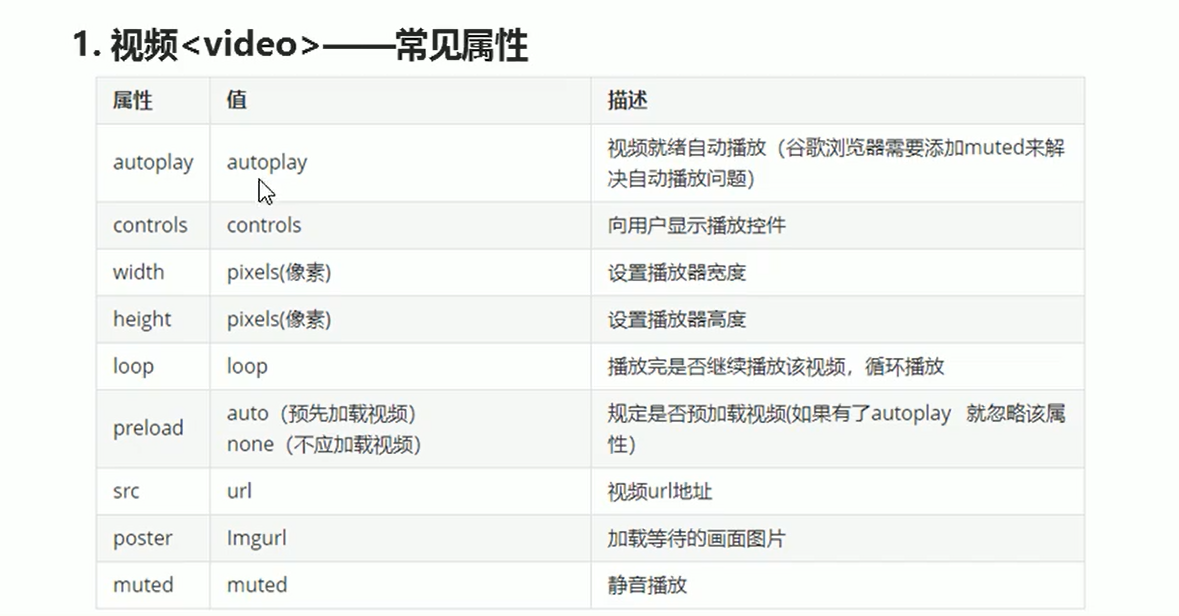 1. 视频<video>——常见属性
属性 值 描述
autoplay autoplay 视频就绪自动播放（谷歌浏览器需要添加muted来解
决自动播放问题)
controls controls 向用户显示播放控件
width pixels(像素) 设置播放器宽度
height pixels(像素) 设置播放器高度
loop loop 播放完是否继续播放该视频，循环播放
preload auto（预先加载视频） 规定是否预加载视频(如果有了autoplay 就忽略该属
none（不应加载视频） 性）
src url 视频url地址
poster Imgurl 加载等待的画面图片
muted muted 静音播放